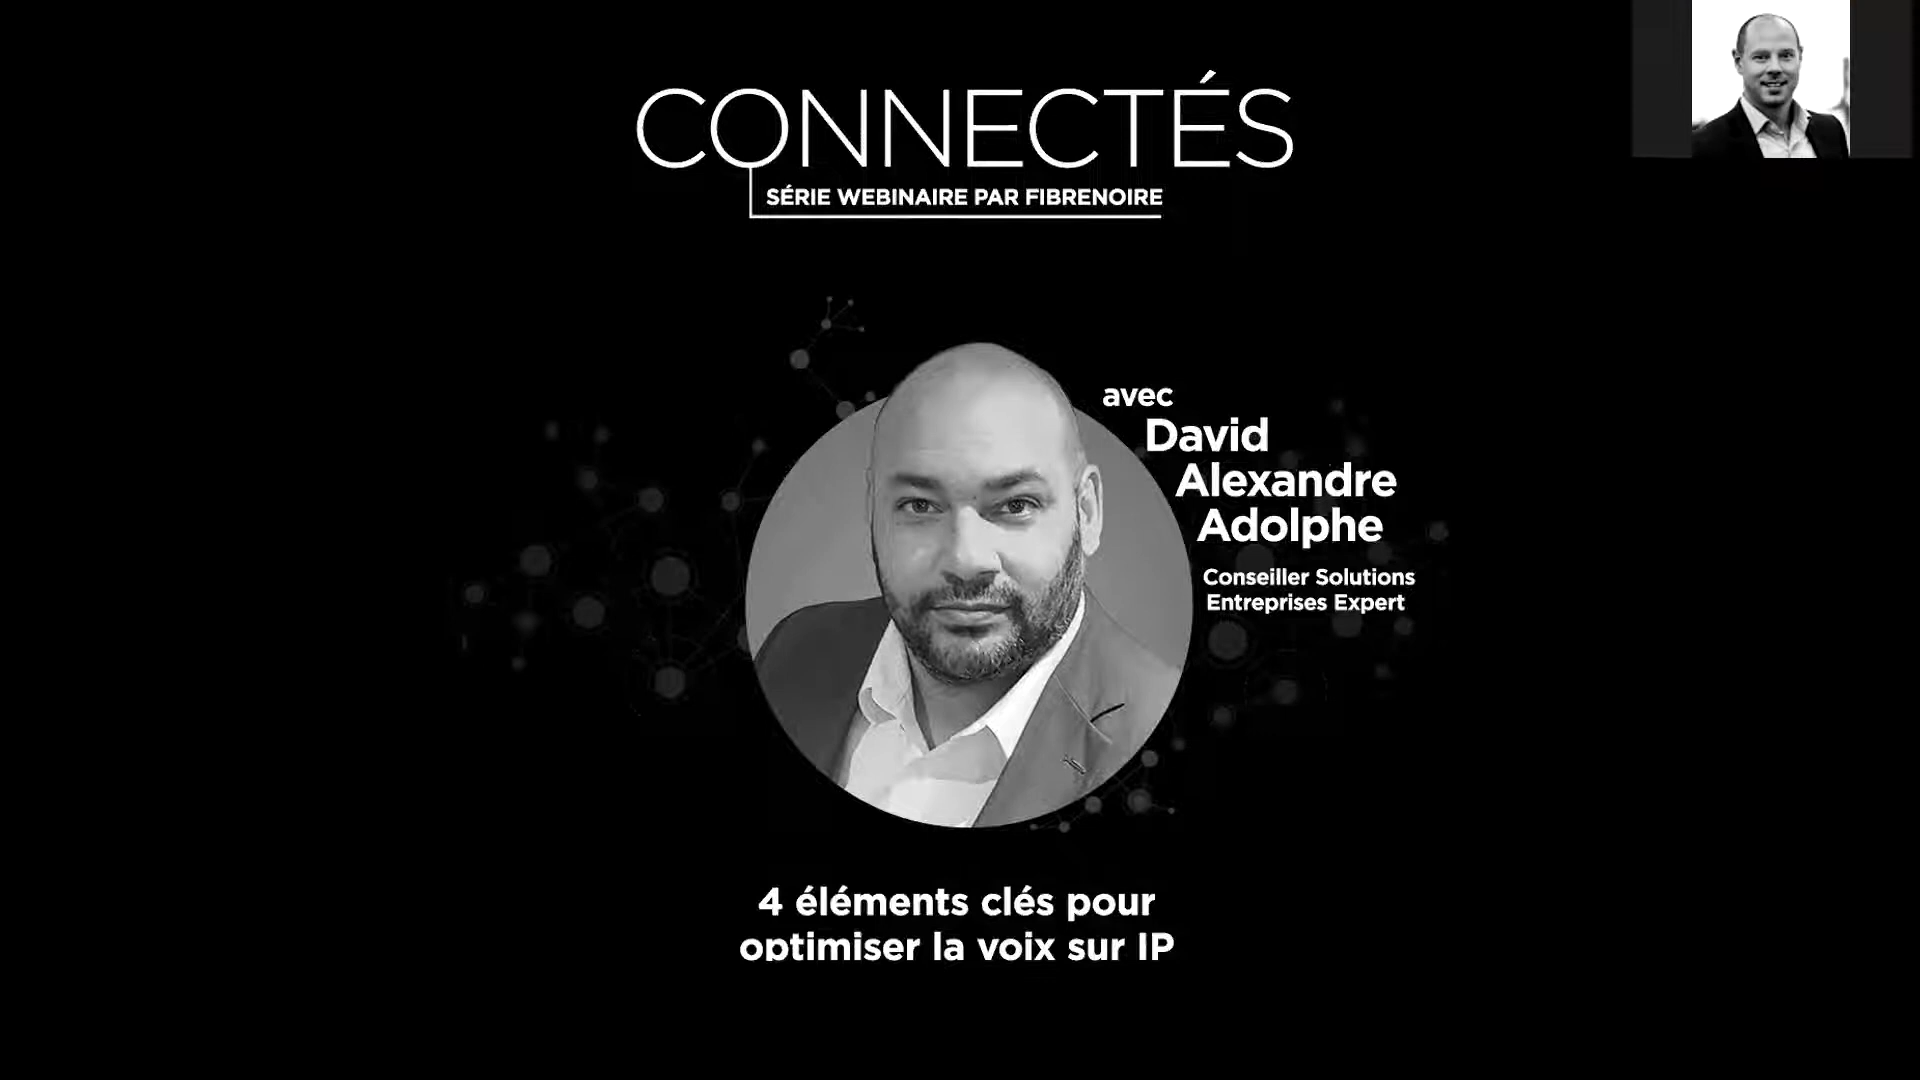 CONNECTÉS
SÉRIE WEBINAIRE PAR FIBRENOIRE
avec
David
Alexandre
Adolphe
Conseiller Solutions
Entreprises Expert
4 éléments clés pour
optimiser la voix sur IP